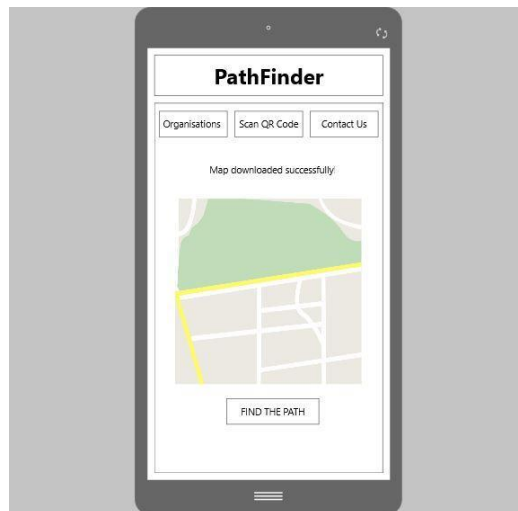 PathFinder
Organisations Scan QR Code Contact Us
Map downloaded successfully
FIND THE PATH